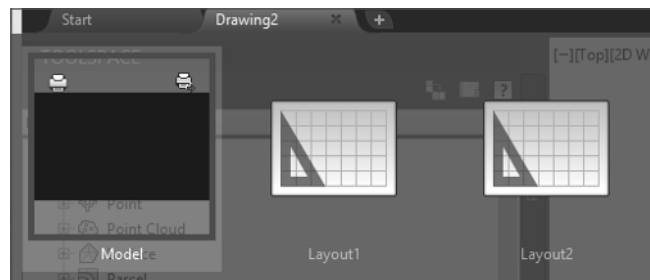 Start Drawing2
TOOLSPACE
[-][Top][2D W
Point
Point Cloud
Model Layout1 Layout2
Parcel